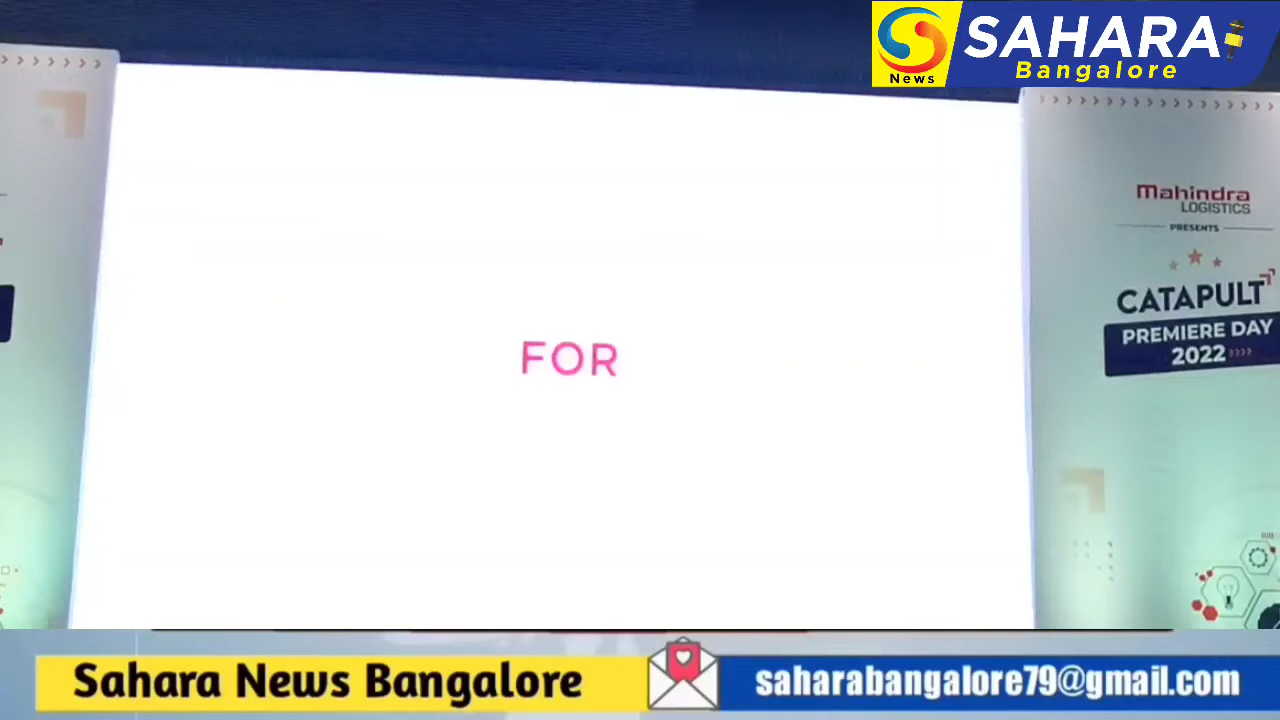 News
SAHARA
Bangalore
Mahindra
LOGISTICS
PRESENTS
CATAPULT
PREMIERE DAY
2022
FOR
Sahara News Bangalore
saharabangalore79@gmail.com